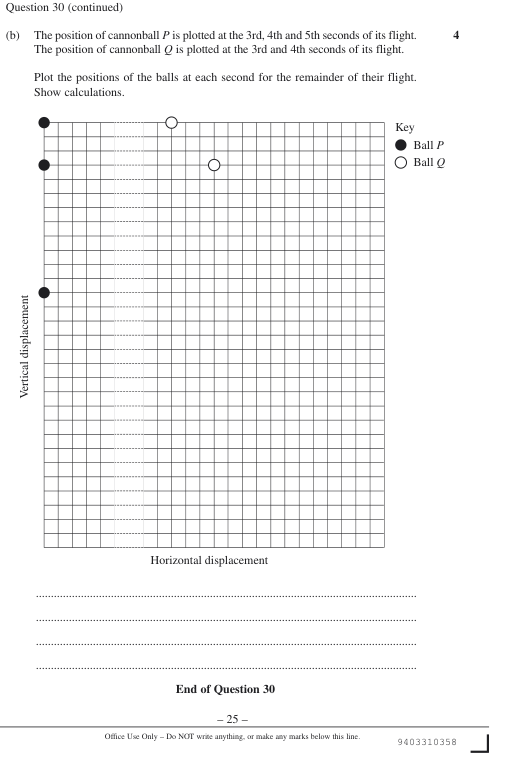 Question 30 (continued)
(b) The position of cannonball P is plotted at the 3rd, 4th and 5th seconds of its flight. 4
The position of cannonball Q is plotted at the 3rd and 4th seconds of its flight.
Plot the positions of the balls at each second for the remainder of their flight.
Show calculations.
Key
Ball P
Ball Q
Vertical displacement
Horizontal displacement
End of Question 30
– 25 –
Office Use Only – Do NOT write anything, or make any marks below this line.
9403310358